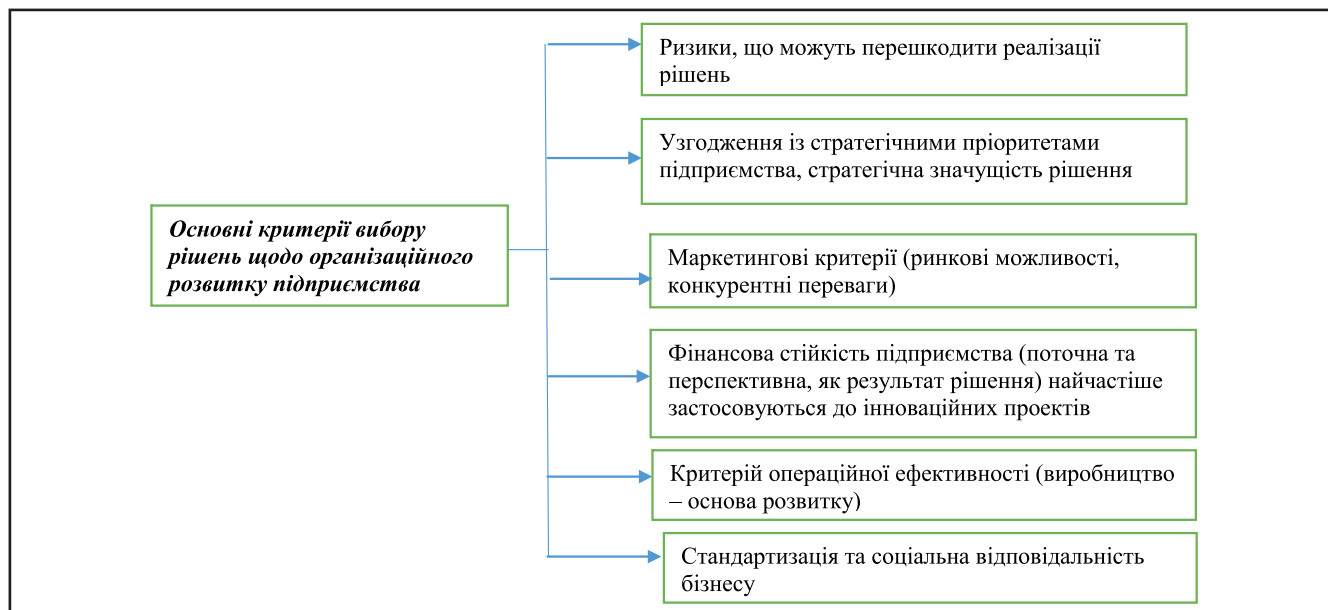 Основні критерії вибору
рішень щодо організаційного
розвитку підприємства
Ризики, що можуть перешкодити реалізації
рішень
Узгодження із стратегічними пріоритетами
підприємства, стратегічна значущість рішення
Маркетингові критерії (ринкові можливості,
конкурентні переваги)
Фінансова стійкість підприємства (поточна та
перспективна, як результат рішення) найчастіше
застосовуються до інноваційних проектів
Критерій операційної ефективності (виробництво
– основа розвитку)
Стандартизація та соціальна відповідальність
бізнесу